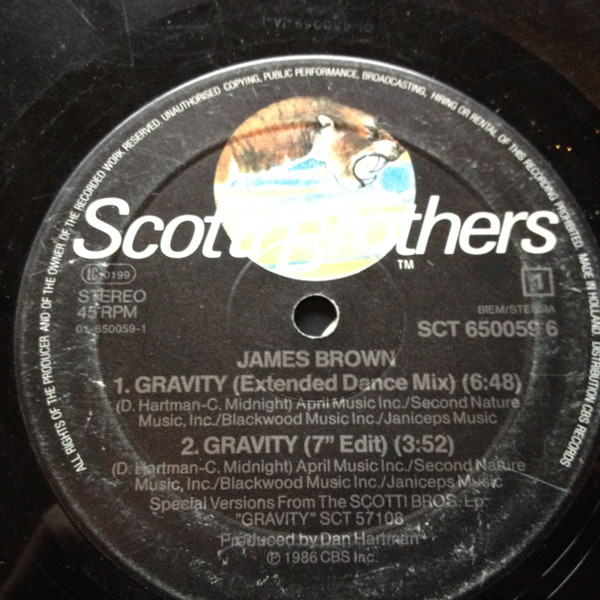 ALL RIGHTS OF THE PRODUCER AND OF THE OWNER OF THE RECORDED WORK RESERVED. UNAUTHORISED COPYING, PUBLIC PERFORMANCE, BROADCASTING, HIRING OR RENTAL OF THIS RECORDING PROHIBITED. MADE IN HOLLAND. DISTRIBUTION CBS RECORDS
Scotti Brothers
TM
LC 0199
STEREO
45 RPM
01-650059-1
1
BIEM/STEMRA
SCT 650059 6
JAMES BROWN
1. GRAVITY (Extended Dance Mix) (6:48)
(D. Hartman-C. Midnight) April Music Inc./Second Nature
Music, Inc./Blackwood Music Inc./Janiceps Music
2. GRAVITY (7" Edit) (3:52)
(D. Hartman-C. Midnight) April Music Inc./Second Nature
Music, Inc./Blackwood Music Inc./Janiceps Music
Special Versions From The SCOTTI BROS. Lp
"GRAVITY" SCT 57108
Produced by Dan Hartman
℗ 1986 CBS Inc.